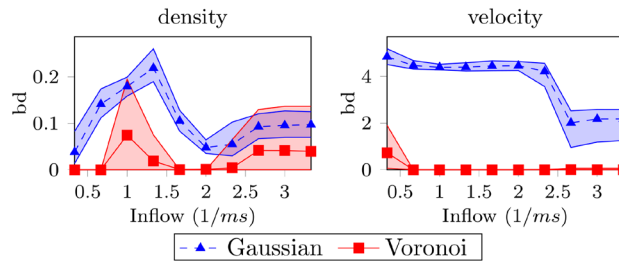 density
velocity
0.2
0.1
0
bd
0.5 1 1.5 2 2.5 3
Inflow (1/ms)
4
2
0
bd
0.5 1 1.5 2 2.5 3
Inflow (1/ms)
Gaussian Voronoi